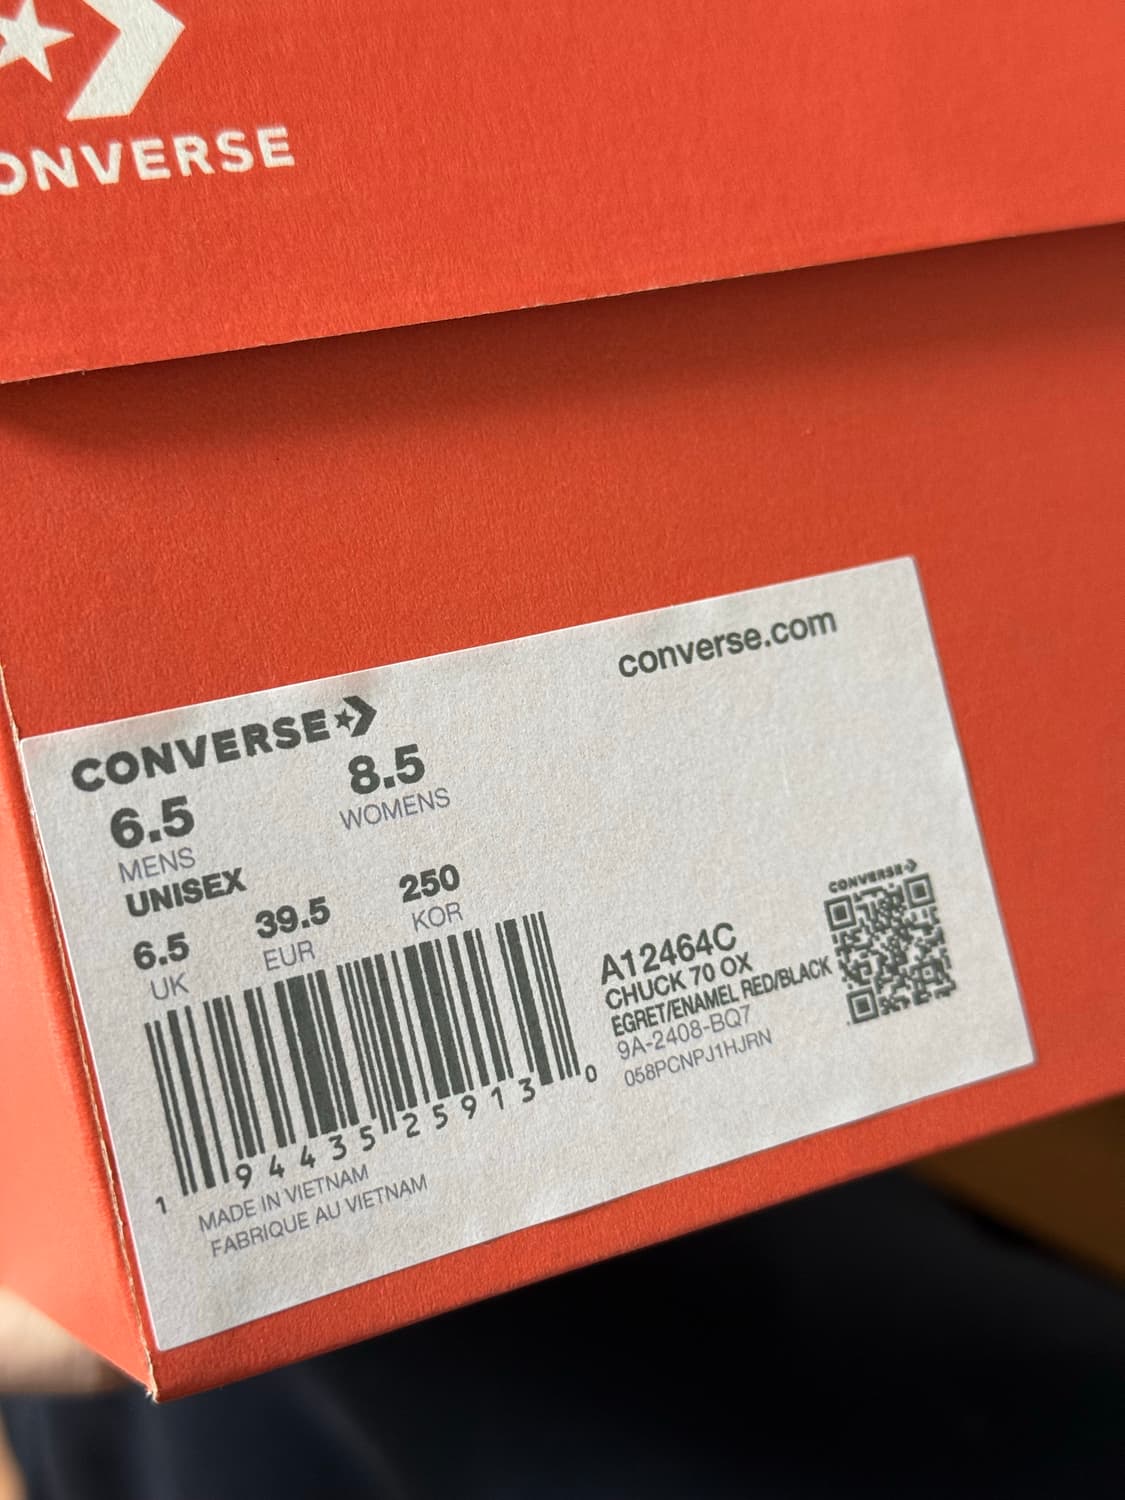 ONVERSE
converse.com
CONVERSE
6.5 8.5
MENS WOMENS
UNISEX
6.5 39.5 250
UK EUR KOR
1 94435 25913 0
MADE IN VIETNAM
FABRIQUE AU VIETNAM
A12464C
CHUCK 70 OX
EGRET/ENAMEL RED/BLACK
9A-2408-BQ7
058PCNPJ1HJRN
CONVERSE